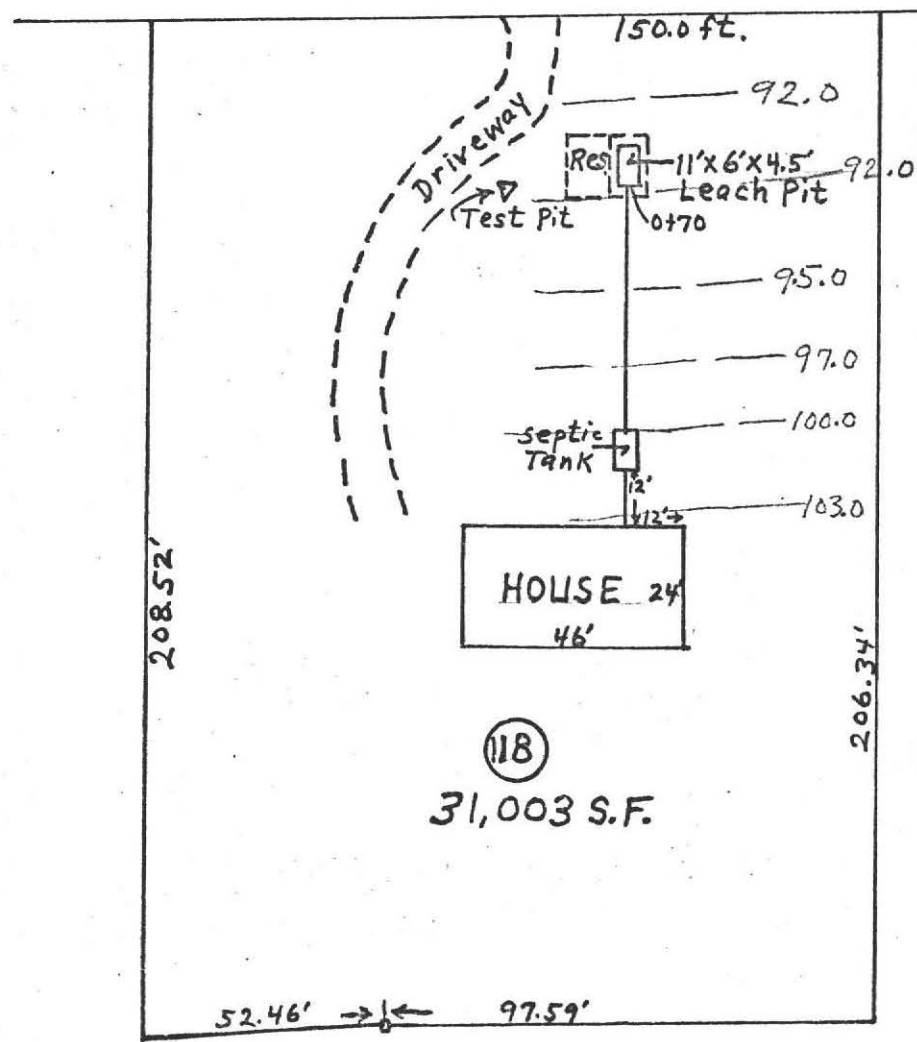 150.0 ft.
92.0
Driveway
Res
11'X6'X4.5'
Leach Pit
92.0
Test Pit
0+70
95.0
97.0
100.0
septic
Tank
12'
12'
103.0
HOUSE 24'
46'
208.52'
206.34'
118
31,003 S.F.
52.46'
97.59'